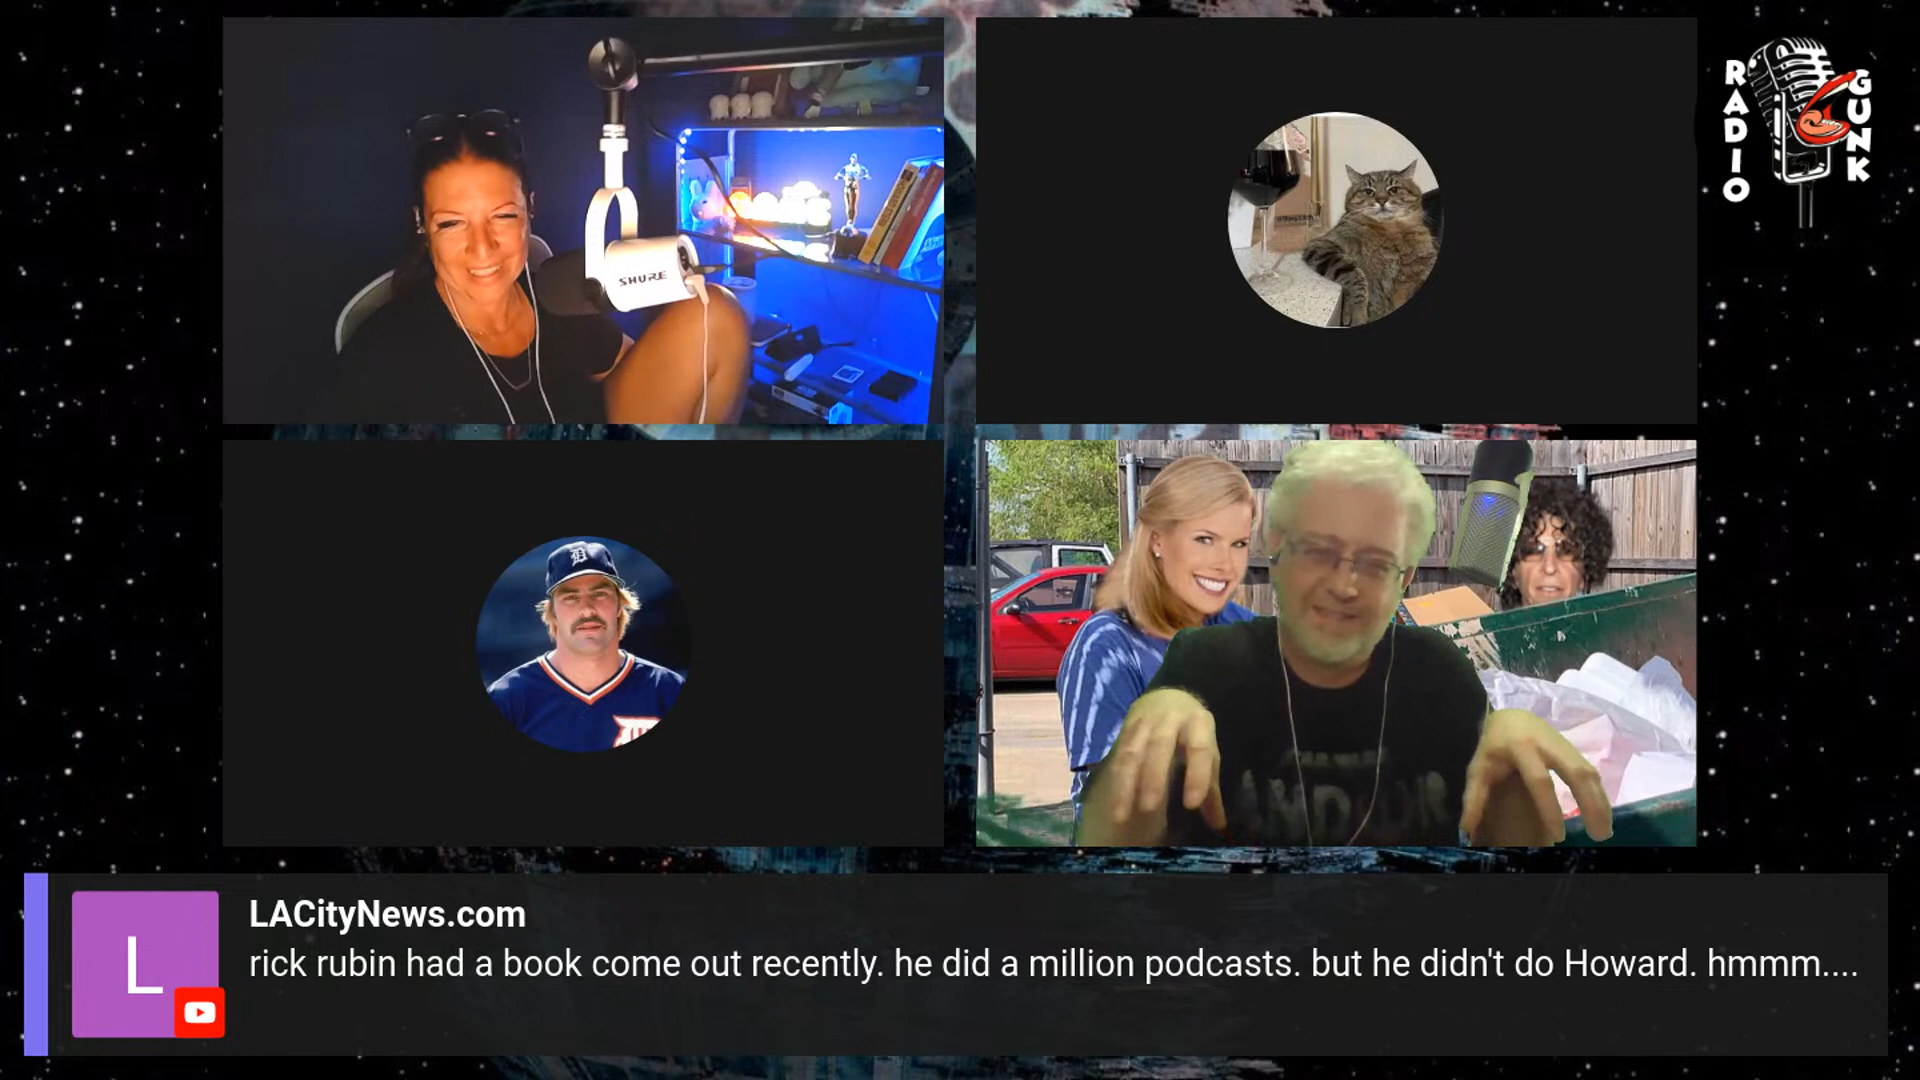 RADIO
GUNK
SHURE
D
ANDOR
L
LACityNews.com
rick rubin had a book come out recently. he did a million podcasts. but he didn't do Howard. hmmm....